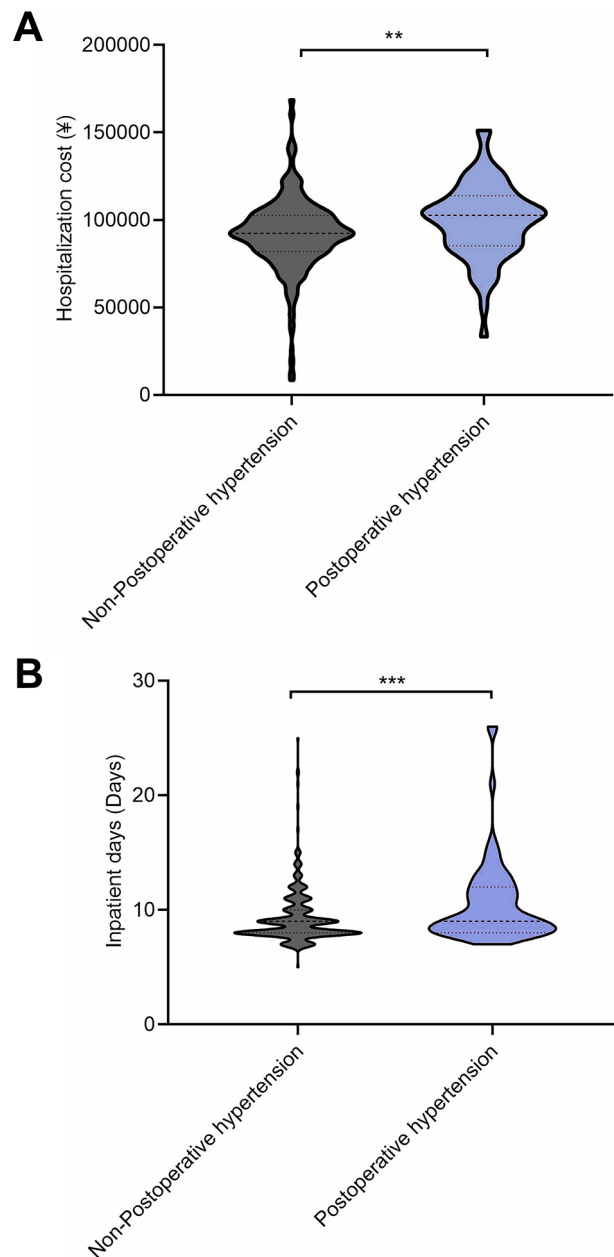 A
**
200000
150000
100000
50000
0
Hospitalization cost (¥)
Non-Postoperative hypertension
Postoperative hypertension
B
***
30
20
10
0
Inpatient days (Days)
Non-Postoperative hypertension
Postoperative hypertension